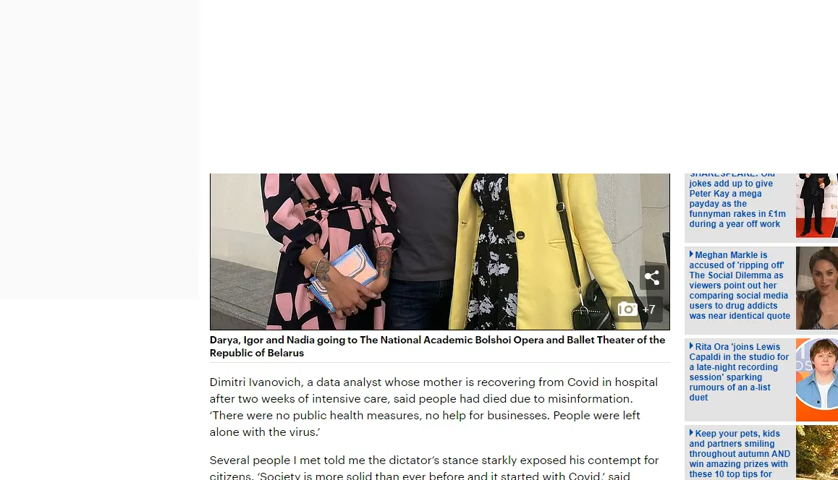 +7
Darya, Igor and Nadia going to The National Academic Bolshoi Opera and Ballet Theater of the
Republic of Belarus
Dimitri Ivanovich, a data analyst whose mother is recovering from Covid in hospital
after two weeks of intensive care, said people had died due to misinformation.
‘There were no public health measures, no help for businesses. People were left
alone with the virus.’
Several people I met told me the dictator’s stance starkly exposed his contempt for
citizens. ‘Society is more solid than ever before and it started with Covid,’ said
SHAKESPEARE: Old
jokes add up to give
Peter Kay a mega
payday as the
funnyman rakes in £1m
during a year off work
Meghan Markle is
accused of 'ripping off'
The Social Dilemma as
viewers point out her
comparing social media
users to drug addicts
was near identical quote
Rita Ora 'joins Lewis
Capaldi in the studio for
a late-night recording
session' sparking
rumours of an a-list
duet
Keep your pets, kids
and partners smiling
throughout autumn AND
win amazing prizes with
these 10 top tips for